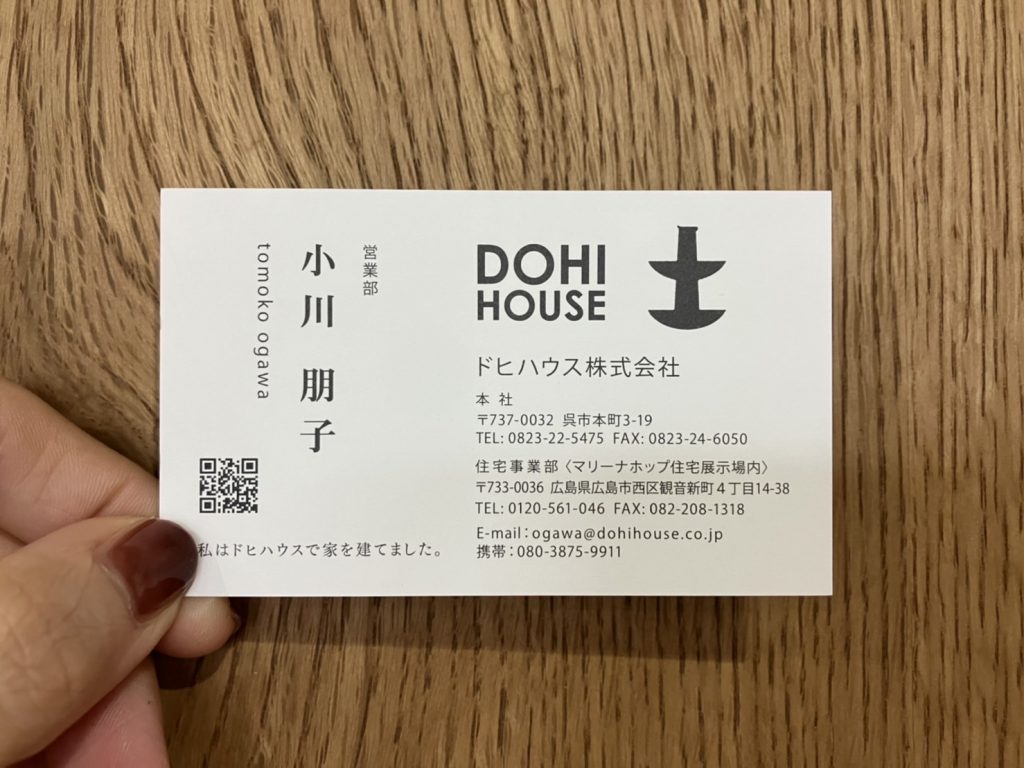 DOHI
HOUSE
ドヒハウス株式会社
本社
〒737-0032 呉市本町3-19
TEL: 0823-22-5475 FAX: 0823-24-6050
住宅事業部〈マリーナホップ住宅展示場内〉
〒733-0036 広島県広島市西区観音新町4丁目14-38
TEL: 0120-561-046 FAX: 082-208-1318
E-mail：ogawa@dohihouse.co.jp
携帯：080-3875-9911
営業部
小川 朋子
tomoko ogawa
私はドヒハウスで家を建てました。